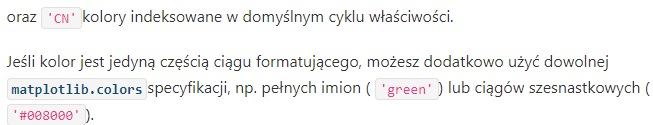 oraz 'CN' kolory indeksowane w domyślnym cyklu właściwości.
Jeśli kolor jest jedyną częścią ciągu formatującego, możesz dodatkowo użyć dowolnej
matplotlib.colors specyfikacji, np. pełnych imion ( 'green' ) lub ciągów szesnastkowych (
'#008000' ).